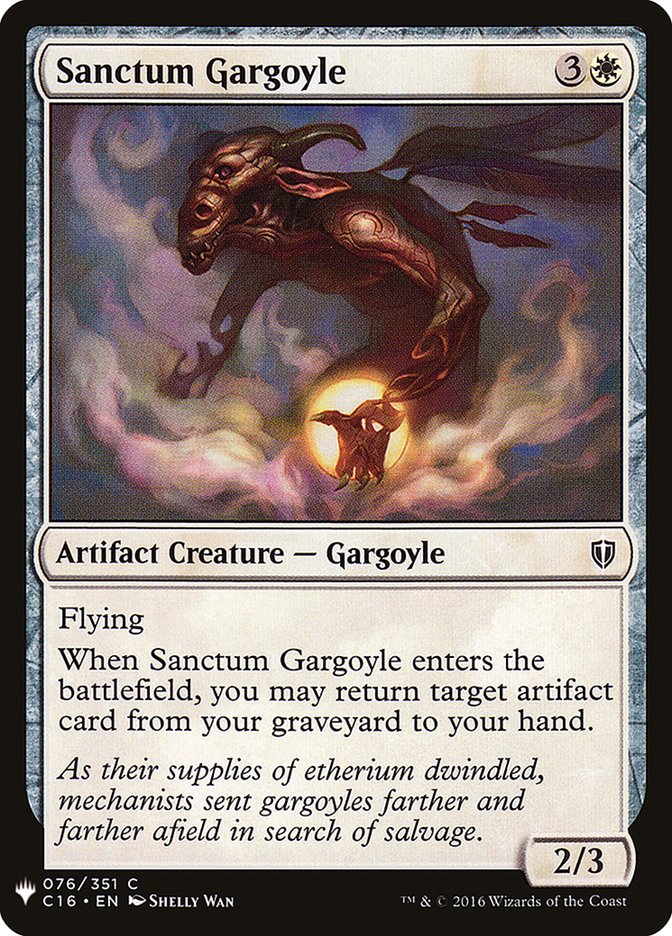 Sanctum Gargoyle 3
Artifact Creature — Gargoyle
Flying
When Sanctum Gargoyle enters the
battlefield, you may return target artifact
card from your graveyard to your hand.
As their supplies of etherium dwindled,
mechanists sent gargoyles farther and
farther afield in search of salvage.
2/3
076/351 C
C16 • EN Shelly Wan
™ & © 2016 Wizards of the Coast